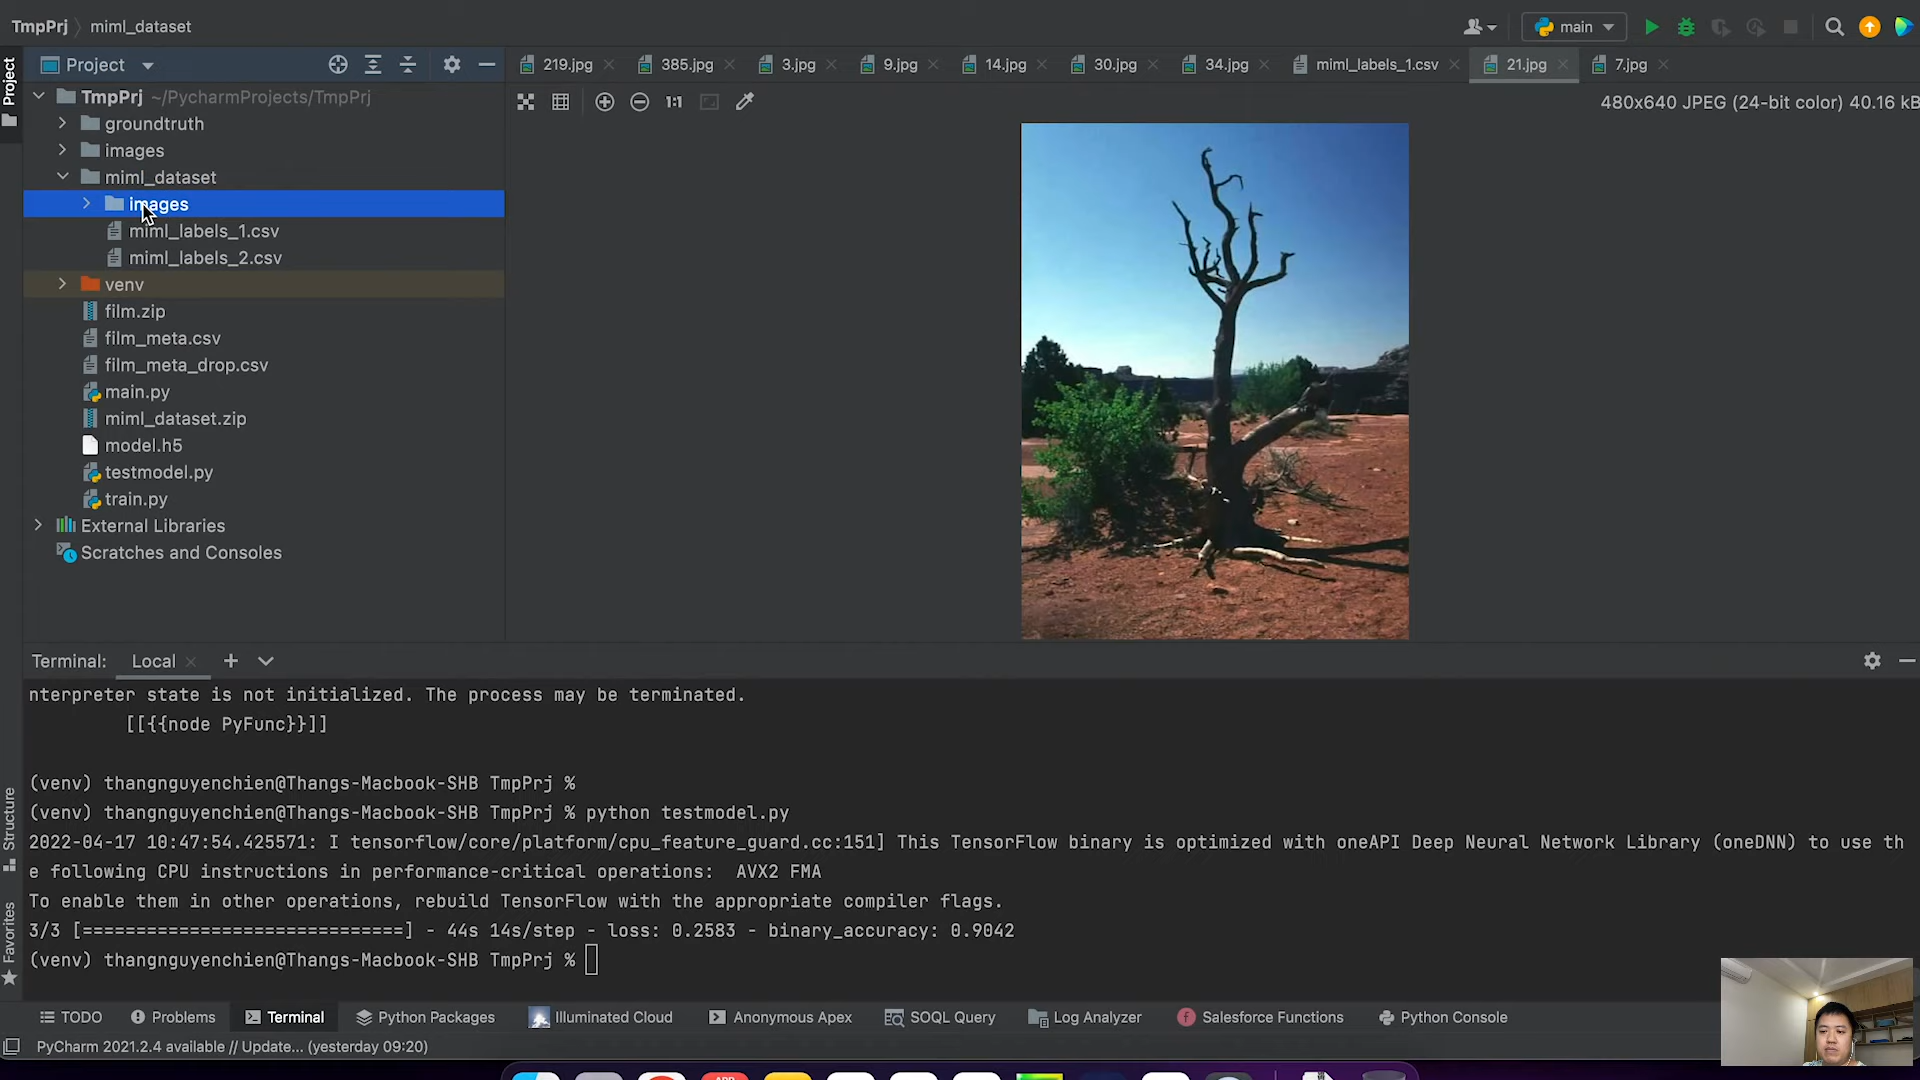 TmpPrj miml_dataset
main
Project
219.jpg 385.jpg 3.jpg 9.jpg 14.jpg 30.jpg 34.jpg miml_labels_1.csv 21.jpg 7.jpg
480x640 JPEG (24-bit color) 40.16 kB
1:1
Project
TmpPrj ~/PycharmProjects/TmpPrj
groundtruth
images
miml_dataset
images
miml_labels_1.csv
miml_labels_2.csv
venv
film.zip
film_meta.csv
film_meta_drop.csv
main.py
miml_dataset.zip
model.h5
testmodel.py
train.py
External Libraries
Scratches and Consoles
Structure
Favorites
Terminal: Local
nterpreter state is not initialized. The process may be terminated.
[[{{node PyFunc}}]]
(venv) thangnguyenchien@Thangs-Macbook-SHB TmpPrj %
(venv) thangnguyenchien@Thangs-Macbook-SHB TmpPrj % python testmodel.py
2022-04-17 10:47:54.425571: I tensorflow/core/platform/cpu_feature_guard.cc:151] This TensorFlow binary is optimized with oneAPI Deep Neural Network Library (oneDNN) to use th
e following CPU instructions in performance-critical operations:  AVX2 FMA
To enable them in other operations, rebuild TensorFlow with the appropriate compiler flags.
3/3 [==============================] - 44s 14s/step - loss: 0.2583 - binary_accuracy: 0.9042
(venv) thangnguyenchien@Thangs-Macbook-SHB TmpPrj %
TODO Problems Terminal Python Packages Illuminated Cloud Anonymous Apex SOQL Query Log Analyzer Salesforce Functions Python Console
PyCharm 2021.2.4 available // Update... (yesterday 09:20)